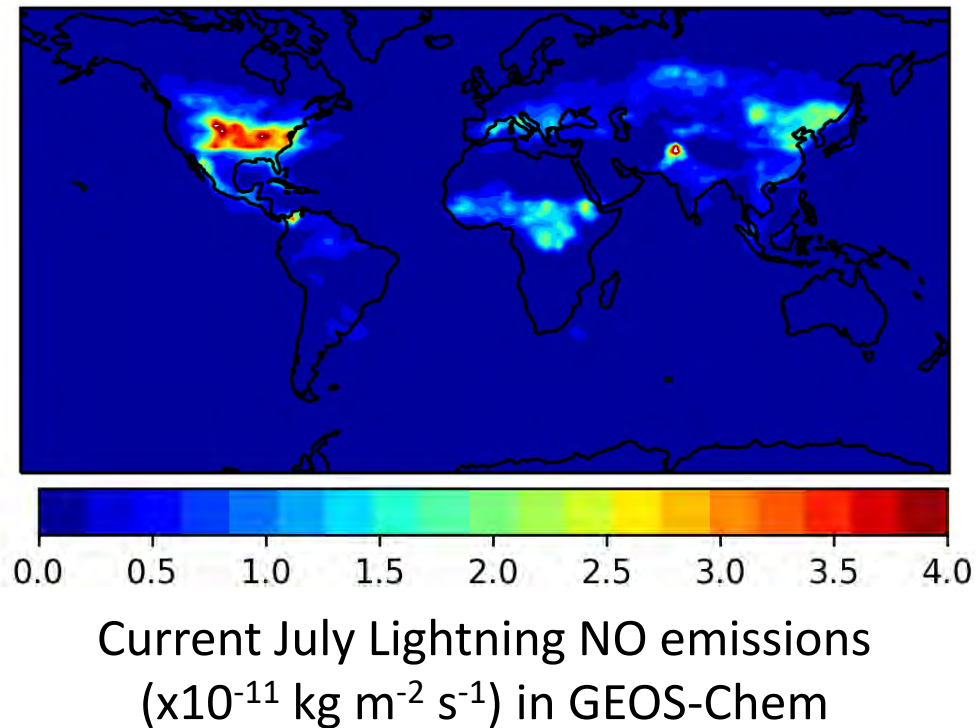 0.0 0.5 1.0 1.5 2.0 2.5 3.0 3.5 4.0
Current July Lightning NO emissions
(x10⁻¹¹ kg m⁻² s⁻¹) in GEOS-Chem